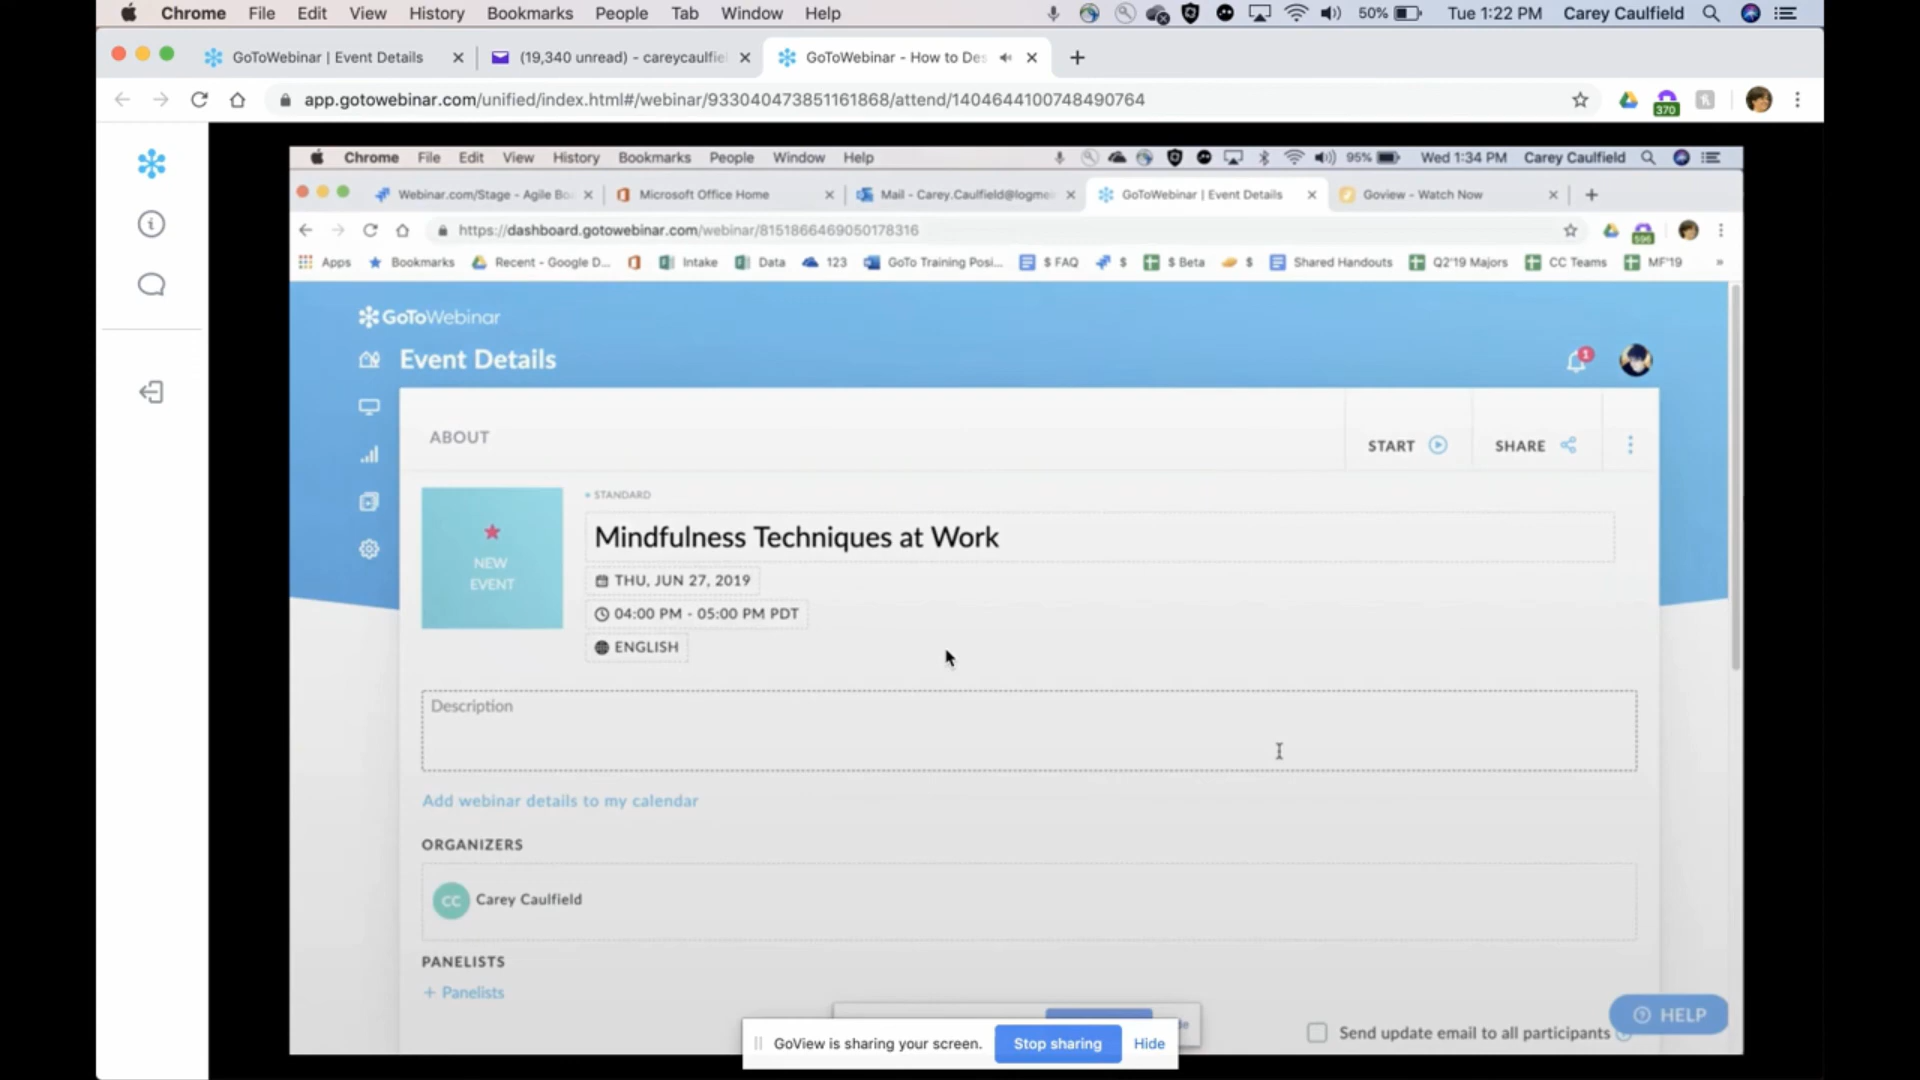 Chrome File Edit View History Bookmarks People Tab Window Help 50% Tue 1:22 PM Carey Caulfield
GoToWebinar | Event Details (19,340 unread) - careycaulfie GoToWebinar - How to Des
app.gotowebinar.com/unified/index.html#/webinar/933040473851161868/attend/1404644100748490764 370
Chrome File Edit View History Bookmarks People Window Help 95% Wed 1:34 PM Carey Caulfield
Webinar.com/Stage - Agile Bo Microsoft Office Home Mail - Carey.Caulfield@logme GoToWebinar | Event Details Goview - Watch Now
https://dashboard.gotowebinar.com/webinar/8151866469050178316
Apps Bookmarks Recent - Google D... Intake Data 123 GoTo Training Posi... $ FAQ $ $ Beta $ Shared Handouts Q2'19 Majors CC Teams MF'19 »
GoToWebinar
Event Details 1
ABOUT
START SHARE
STANDARD
NEW
EVENT
Mindfulness Techniques at Work
THU, JUN 27, 2019
04:00 PM - 05:00 PM PDT
ENGLISH
Description
Add webinar details to my calendar
ORGANIZERS
CC Carey Caulfield
PANELISTS
+ Panelists
HELP
Send update email to all participants
GoView is sharing your screen. Stop sharing Hide